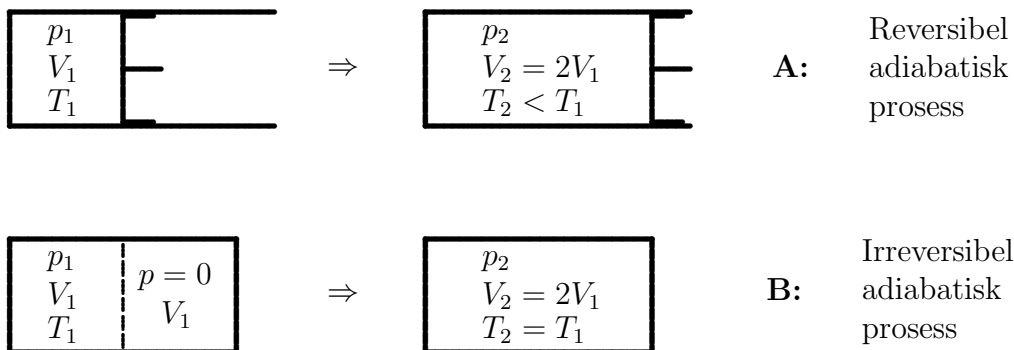 p₁
V₁
T₁
⇒
p₂
V₂ = 2V₁
T₂ < T₁
A:
Reversibel
adiabatisk
prosess
p₁
V₁
T₁
p = 0
V₁
⇒
p₂
V₂ = 2V₁
T₂ = T₁
B:
Irreversibel
adiabatisk
prosess